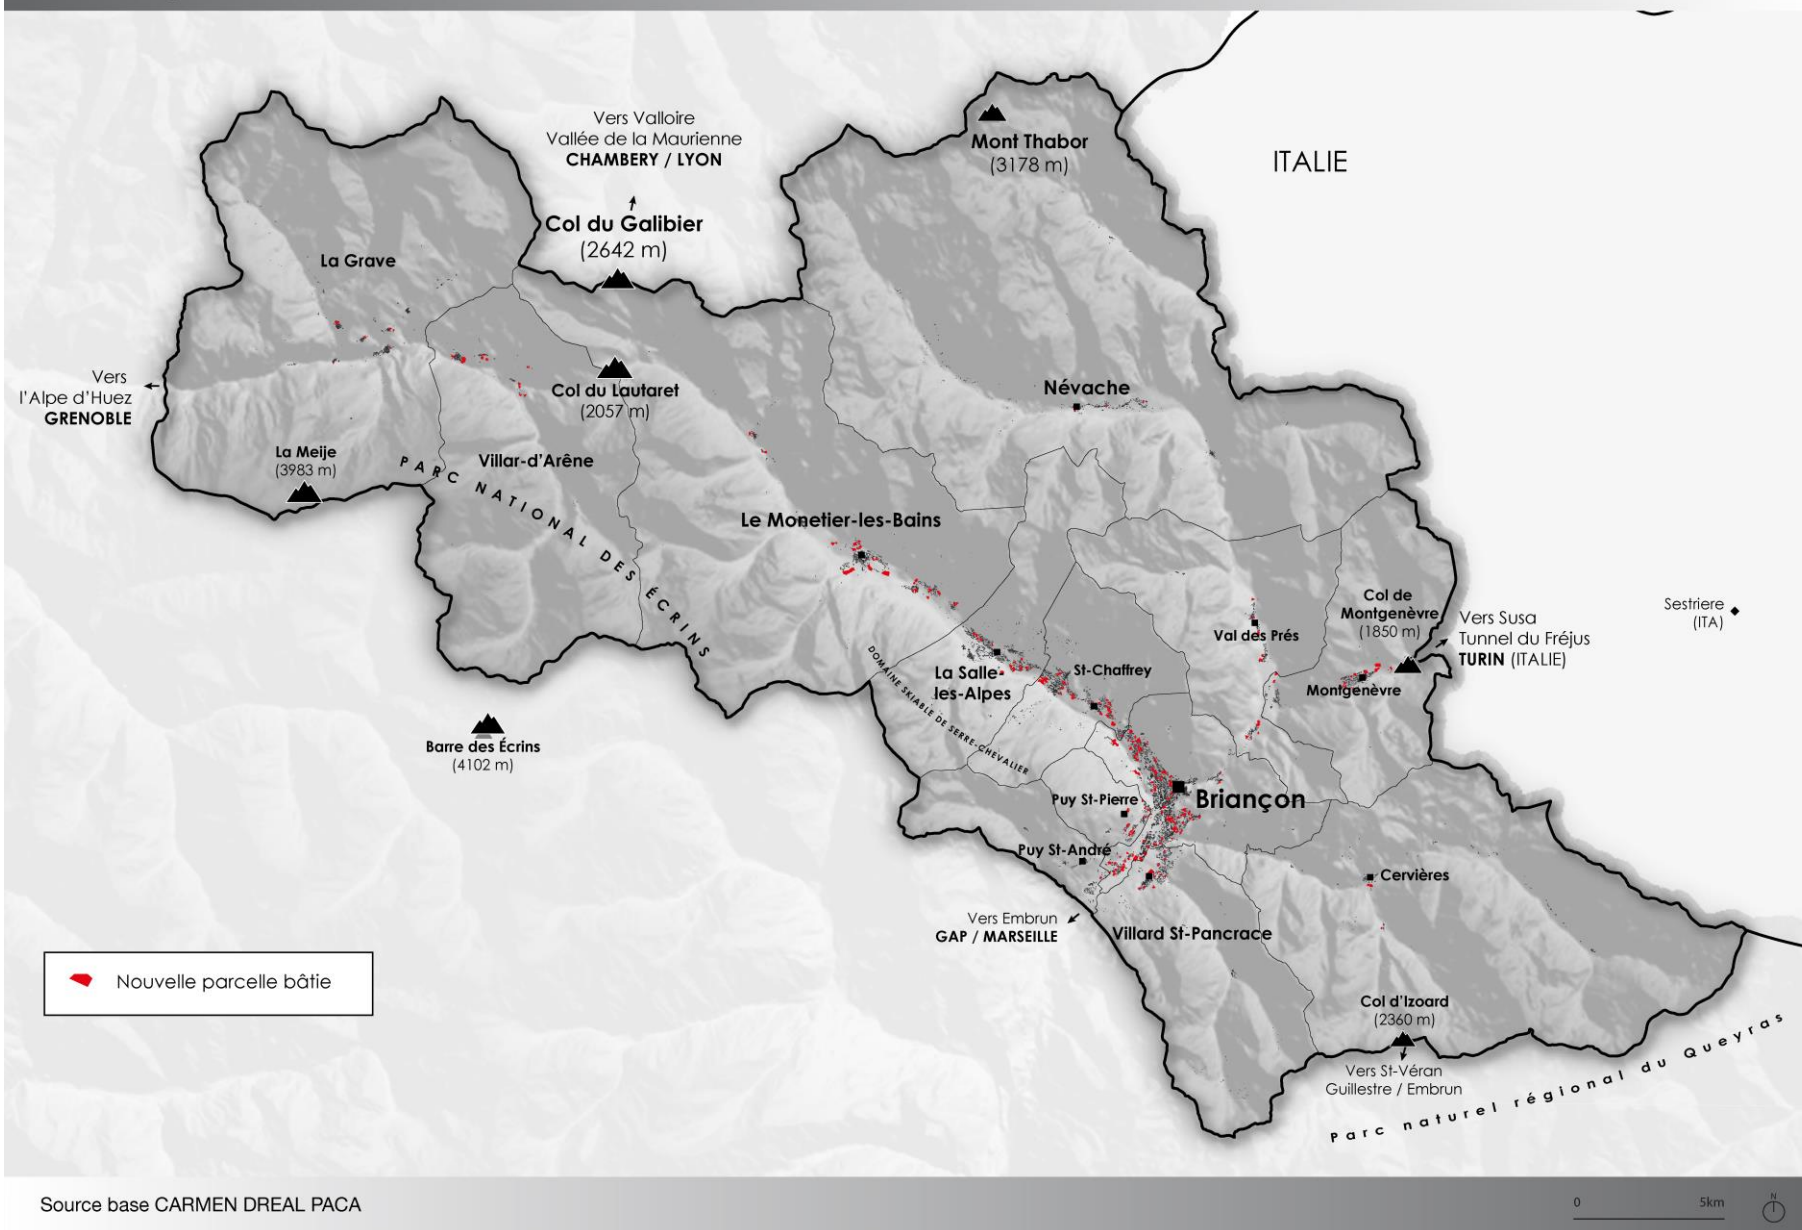 Vers Valloire
Vallée de la Maurienne
CHAMBERY / LYON
Col du Galibier
(2642 m)
Mont Thabor
(3178 m)
ITALIE
La Grave
Vers
l'Alpe d'Huez
GRENOBLE
Col du Lautaret
(2057 m)
Névache
La Meije
(3983 m)
Villar-d'Arêne
PARC NATIONAL DES ÉCRINS
Le Monetier-les-Bains
Col de
Montgenèvre
(1850 m)
Vers Susa
Tunnel du Fréjus
TURIN (ITALIE)
Sestriere
(ITA)
Val des Prés
La Salle-
les-Alpes
St-Chaffrey
Montgenèvre
DOMAINE SKIABLE DE SERRE-CHEVALIER
Barre des Écrins
(4102 m)
Puy St-Pierre
Briançon
Puy St-André
Cervières
Vers Embrun
GAP / MARSEILLE
Villard St-Pancrace
Nouvelle parcelle bâtie
Col d'Izoard
(2360 m)
Vers St-Véran
Guillestre / Embrun
Parc naturel régional du Queyras
Source base CARMEN DREAL PACA
0 5km
N